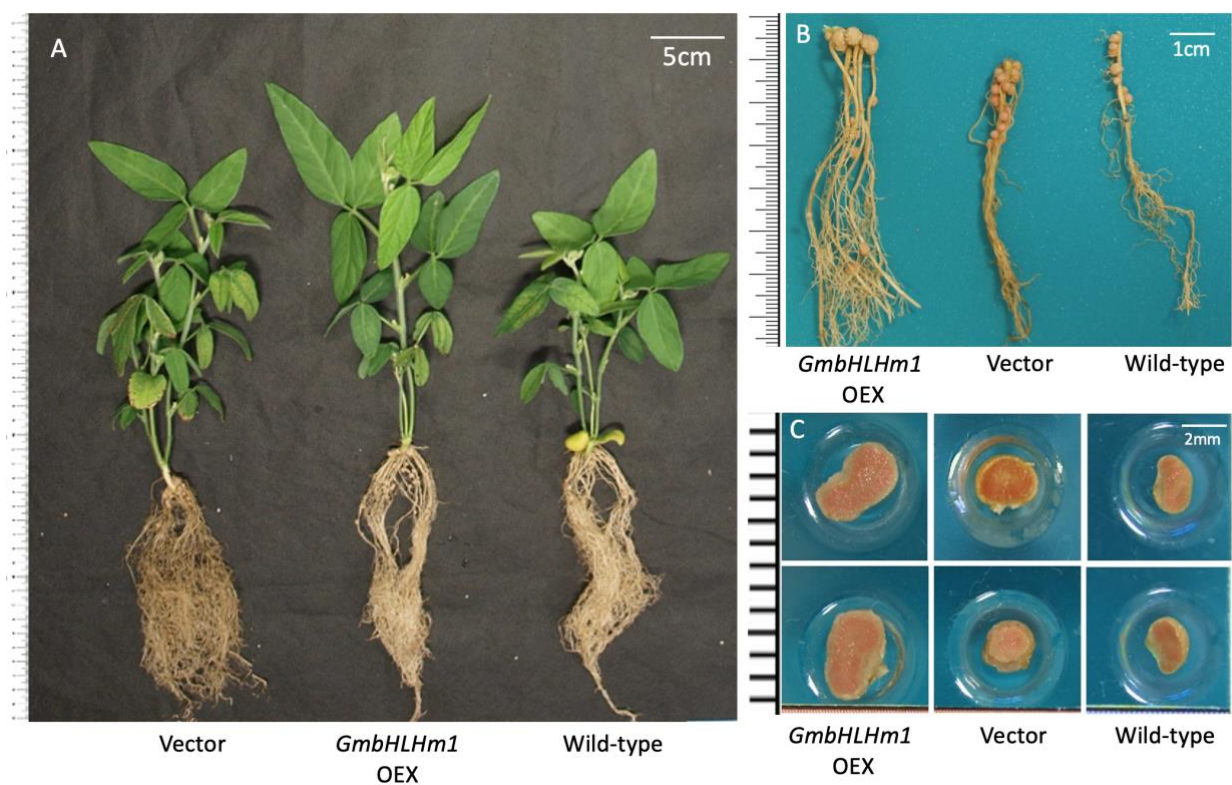 A
5cm
Vector
GmbHLHm1
OEX
Wild-type
B
1cm
GmbHLHm1
OEX
Vector
Wild-type
C
2mm
GmbHLHm1
OEX
Vector
Wild-type